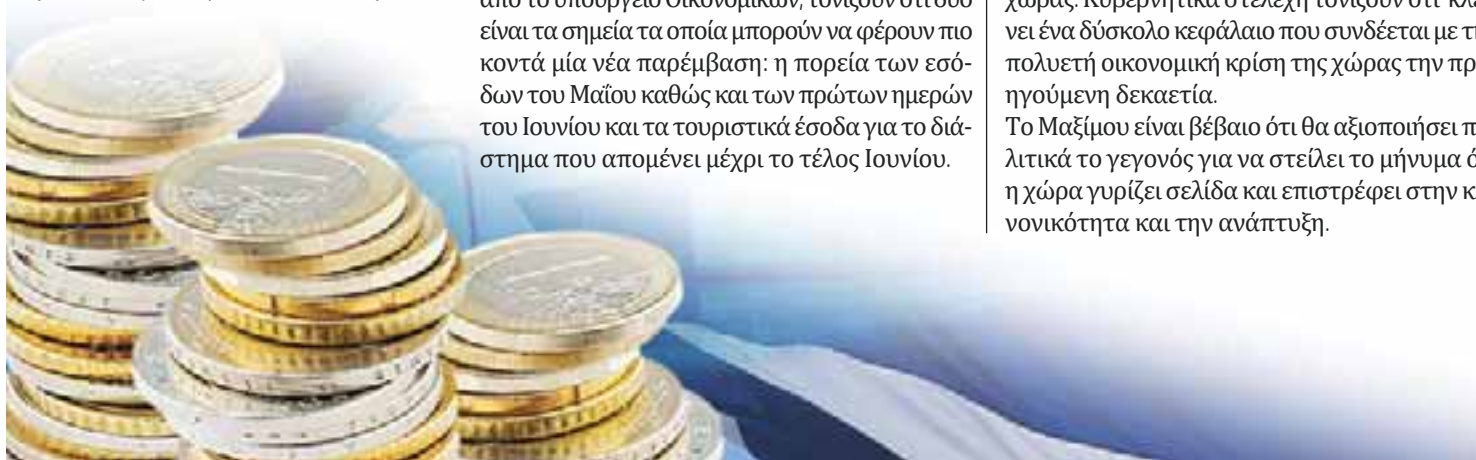 από το υπουργείο Οικονομικών, τονίζουν ότι δύο
είναι τα σημεία τα οποία μπορούν να φέρουν πιο
κοντά μία νέα παρέμβαση: η πορεία των εσό-
δων του Μαΐου καθώς και των πρώτων ημερών
του Ιουνίου και τα τουριστικά έσοδα για το διά-
στημα που απομένει μέχρι το τέλος Ιουνίου.
χώρας. Κυβερνητικά στελέχη τονίζουν ότι
νει ένα δύσκολο κεφάλαιο που συνδέεται με
πολυετή οικονομική κρίση της χώρας την
ηγούμενη δεκαετία.
Το Μαξίμου είναι βέβαιο ότι θα αξιοποιήσει
λιτικά το γεγονός για να στείλει το μήνυμα
η χώρα γυρίζει σελίδα και επιστρέφει στην
νονικότητα και την ανάπτυξη.